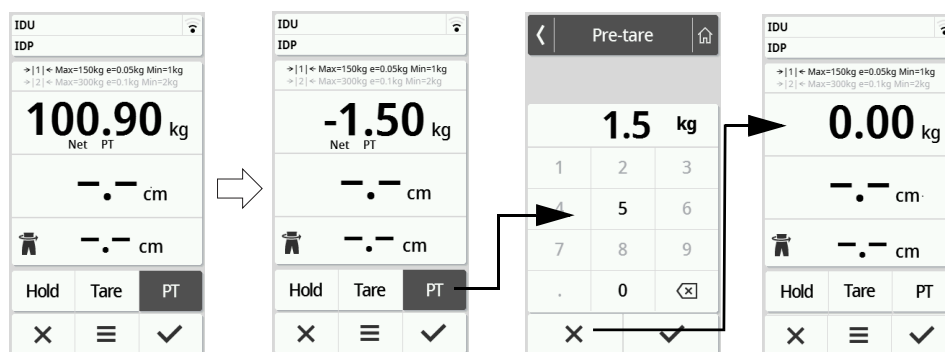 IDU
IDP
→|1|← Max=150kg e=0.05kg Min=1kg
→|2|← Max=300kg e=0.1kg Min=2kg
100.90 kg
Net PT
-.- cm
-.- cm
Hold Tare PT
IDU
IDP
→|1|← Max=150kg e=0.05kg Min=1kg
→|2|← Max=300kg e=0.1kg Min=2kg
-1.50 kg
Net PT
-.- cm
-.- cm
Hold Tare PT
Pre-tare
1.5 kg
1 2 3
4 5 6
7 8 9
. 0
IDU
IDP
→|1|← Max=150kg e=0.05kg Min=1kg
→|2|← Max=300kg e=0.1kg Min=2kg
0.00 kg
-.- cm
-.- cm
Hold Tare PT